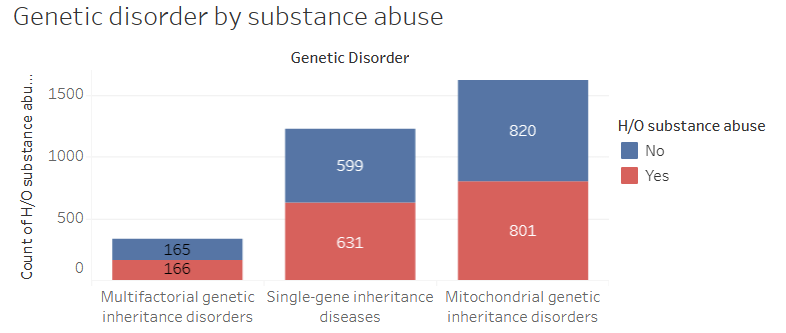 Genetic disorder by substance abuse
Genetic Disorder
Count of H/O substance abu...
1500
1000
500
0
165
166
599
631
820
801
Multifactorial genetic
inheritance disorders
Single-gene inheritance
diseases
Mitochondrial genetic
inheritance disorders
H/O substance abuse
No
Yes